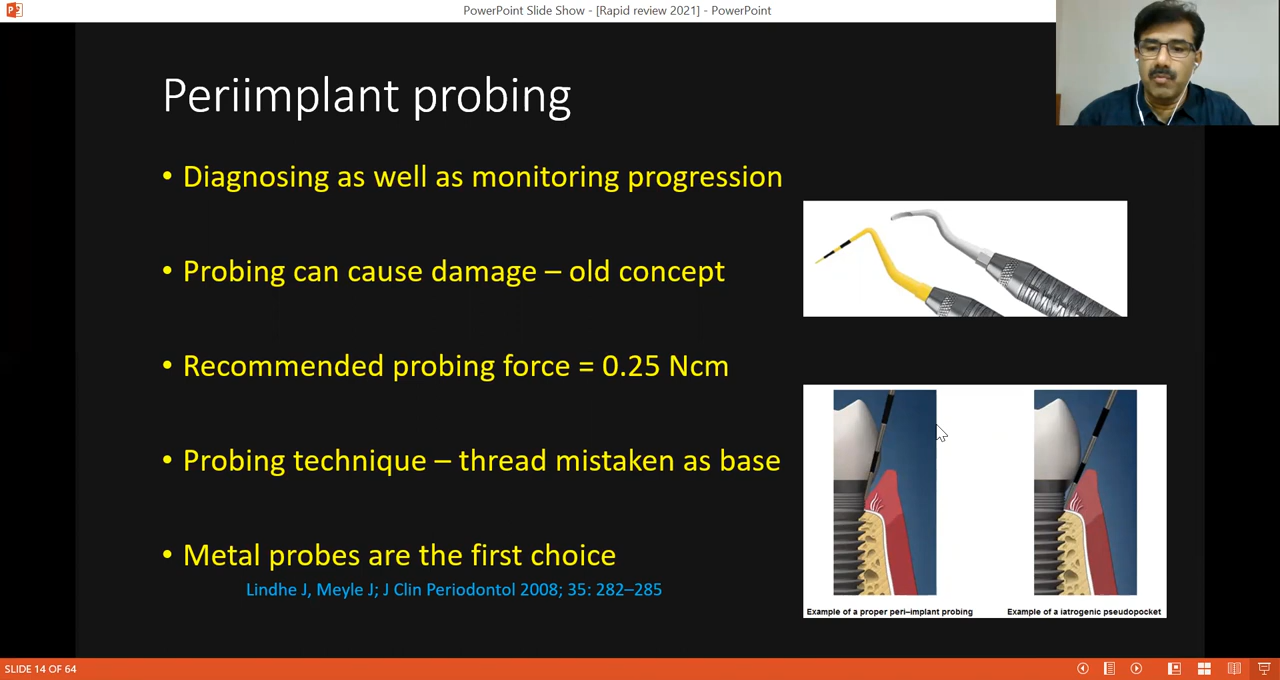 PowerPoint Slide Show - [Rapid review 2021] - PowerPoint
Periimplant probing
• Diagnosing as well as monitoring progression
• Probing can cause damage – old concept
• Recommended probing force = 0.25 Ncm
• Probing technique – thread mistaken as base
• Metal probes are the first choice
Lindhe J, Meyle J; J Clin Periodontol 2008; 35: 282–285
Example of a proper peri–implant probing
Example of a iatrogenic pseudopocket
SLIDE 14 OF 64